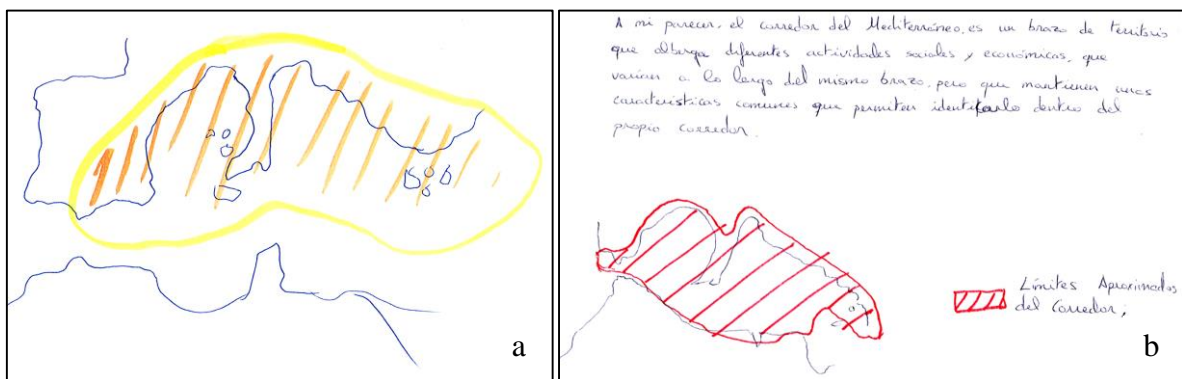 a
A mi parecer, el corredor del Mediterráneo, es un brazo de territorio
que alberga diferentes actividades sociales y económicas, que
varian a lo largo del mismo brazo, pero que mantienen unas
características comunes que permiten identificarlo dentro del
propio corredor.
Límites Aproximados
del Corredor;
b